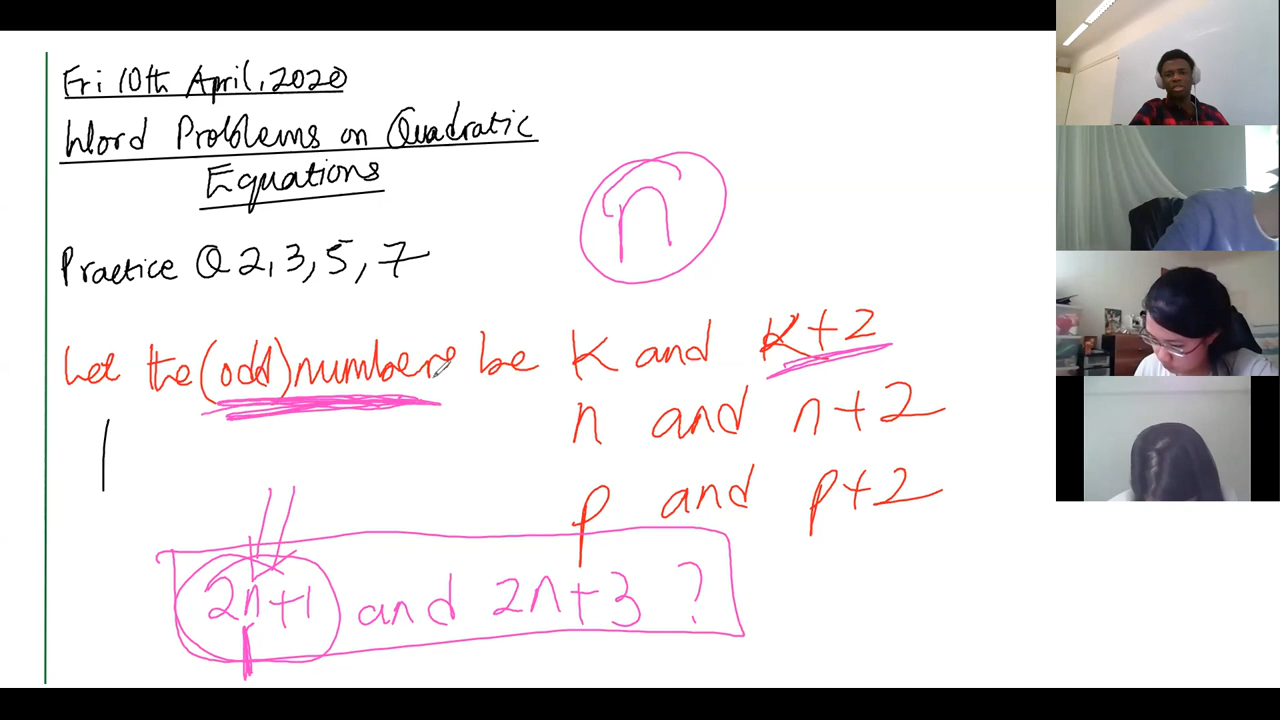 Fri 10th April, 2020
Word Problems on Quadratic
Equations
n
Practice Q 2, 3, 5, 7
Let the (odd) numbers be K and K+2
n and n+2
p and p+2
2n+1 and 2n+3 ?